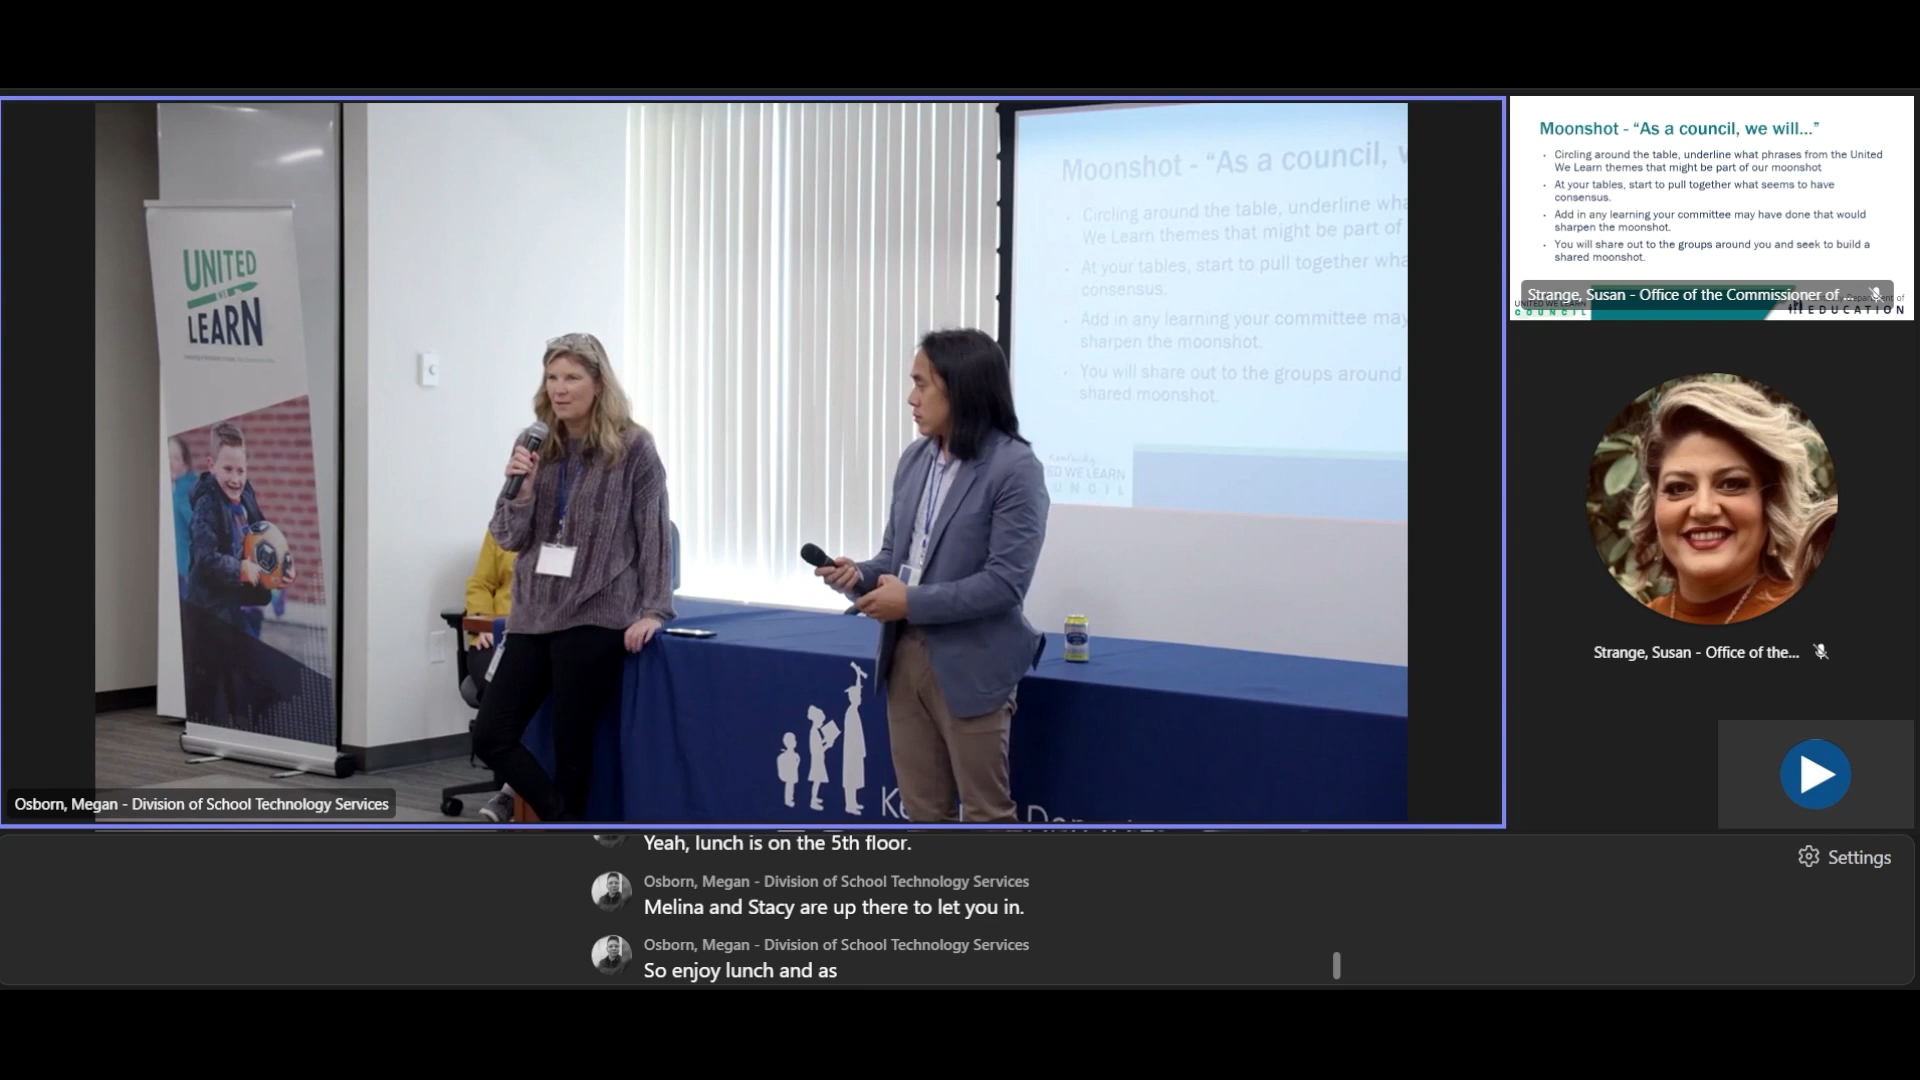 UNITED
WE
LEARN
Moonshot - “As a council,
Circling around the table, underline wha
We Learn themes that might be part of
At your tables, start to pull together wha
consensus.
Add in any learning your committee may
sharpen the moonshot.
You will share out to the groups around
shared moonshot.
Kentucky
ED WE LEARN
UNCIL
Osborn, Megan - Division of School Technology Services
Moonshot - “As a council, we will...”
Circling around the table, underline what phrases from the United
We Learn themes that might be part of our moonshot
At your tables, start to pull together what seems to have
consensus.
Add in any learning your committee may have done that would
sharpen the moonshot.
You will share out to the groups around you and seek to build a
shared moonshot.
Strange, Susan - Office of the Commissioner of ...
UNITED WE LEARN
COUNCIL
EDUCATION
Strange, Susan - Office of the...
Yeah, lunch is on the 5th floor.
Osborn, Megan - Division of School Technology Services
Melina and Stacy are up there to let you in.
Osborn, Megan - Division of School Technology Services
So enjoy lunch and as
Settings